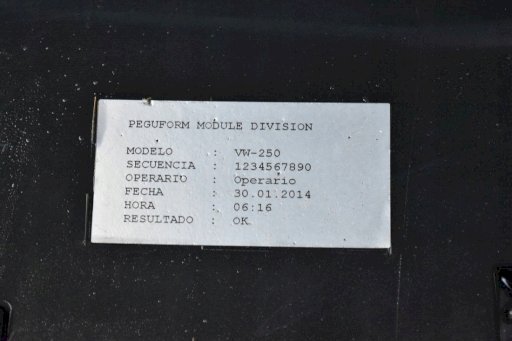 PEGUFORM MODULE DIVISION
MODELO : VW-250
SECUENCIA : 1234567890
OPERARIO : Operario
FECHA : 30.01.2014
HORA : 06:16
RESULTADO : OK